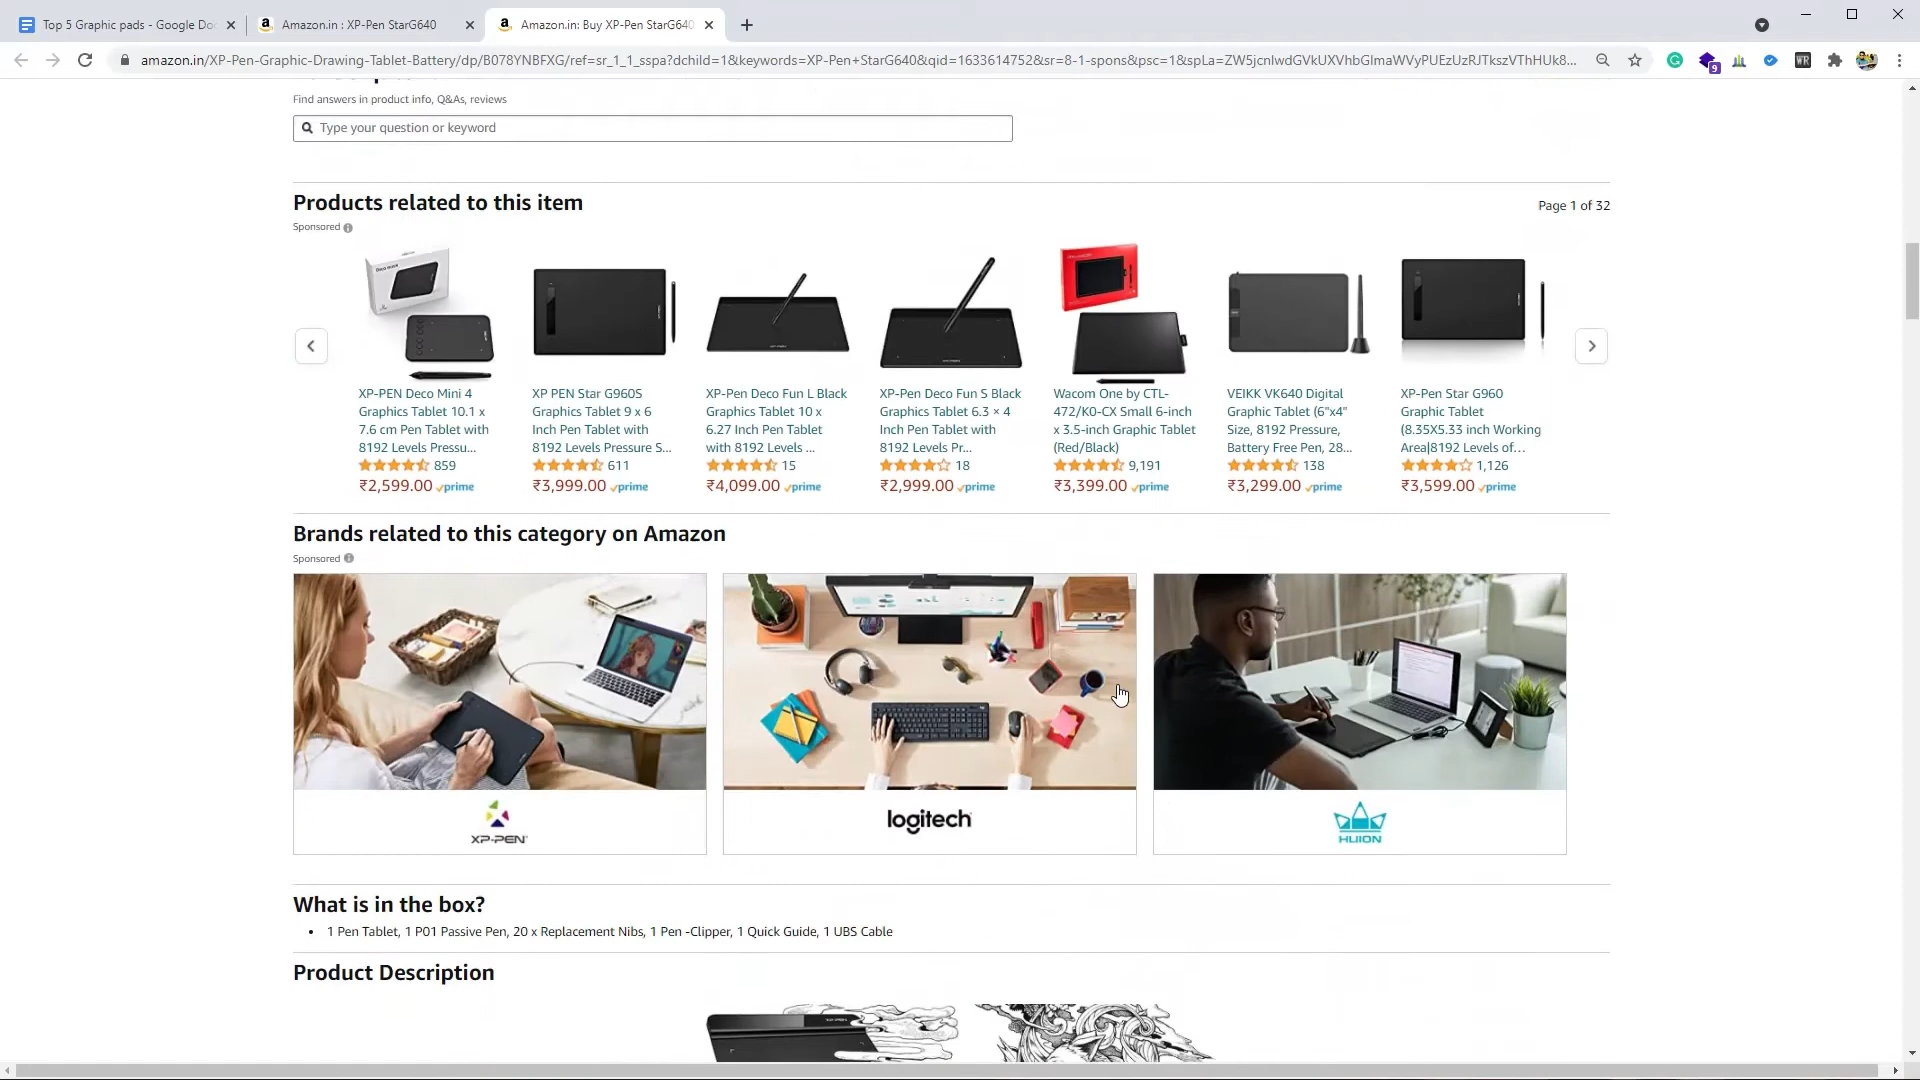 Top 5 Graphic pads - Google Doc
Amazon.in : XP-Pen StarG640
Amazon.in: Buy XP-Pen StarG640
amazon.in/XP-Pen-Graphic-Drawing-Tablet-Battery/dp/B078YNBFXG/ref=sr_1_1_sspa?dchild=1&keywords=XP-Pen+StarG640&qid=1633614752&sr=8-1-spons&psc=1&spLa=ZW5jcnlwdGVkUXVhbGlmaWVyPUEzUzRJTkszVThHUk8...
9
WR
Find answers in product info, Q&As, reviews
Type your question or keyword
Products related to this item
Page 1 of 32
Sponsored
XP-PEN Deco Mini 4
Graphics Tablet 10.1 x
7.6 cm Pen Tablet with
8192 Levels Pressu...
859
₹2,599.00 prime
XP PEN Star G960S
Graphics Tablet 9 x 6
Inch Pen Tablet with
8192 Levels Pressure S...
611
₹3,999.00 prime
XP-Pen Deco Fun L Black
Graphics Tablet 10 x
6.27 Inch Pen Tablet
with 8192 Levels ...
15
₹4,099.00 prime
XP-Pen Deco Fun S Black
Graphics Tablet 6.3 × 4
Inch Pen Tablet with
8192 Levels Pr...
18
₹2,999.00 prime
Wacom One by CTL-
472/K0-CX Small 6-inch
x 3.5-inch Graphic Tablet
(Red/Black)
9,191
₹3,399.00 prime
VEIKK VK640 Digital
Graphic Tablet (6"x4"
Size, 8192 Pressure,
Battery Free Pen, 28...
138
₹3,299.00 prime
XP-Pen Star G960
Graphic Tablet
(8.35X5.33 inch Working
Area|8192 Levels of...
1,126
₹3,599.00 prime
Brands related to this category on Amazon
Sponsored
XP-PEN
logitech
HUION
What is in the box?
• 1 Pen Tablet, 1 P01 Passive Pen, 20 x Replacement Nibs, 1 Pen -Clipper, 1 Quick Guide, 1 UBS Cable
Product Description
XP-PEN